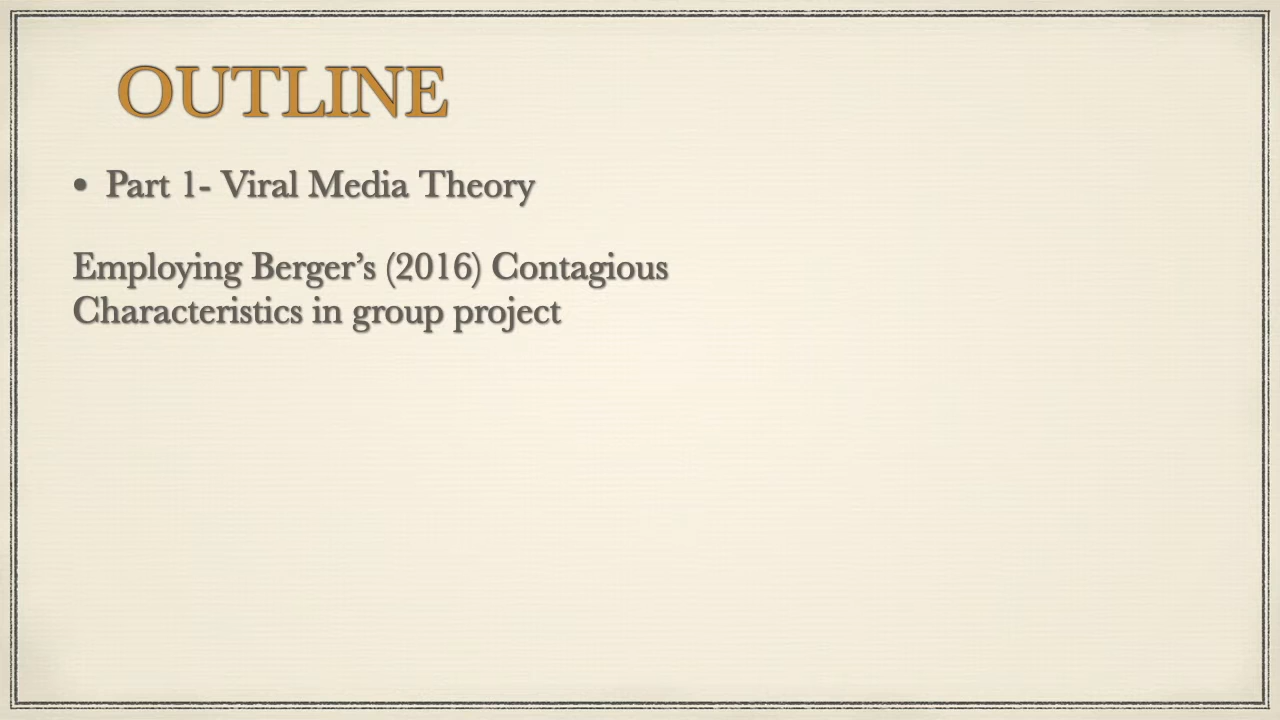 OUTLINE
• Part 1- Viral Media Theory
Employing Berger’s (2016) Contagious
Characteristics in group project